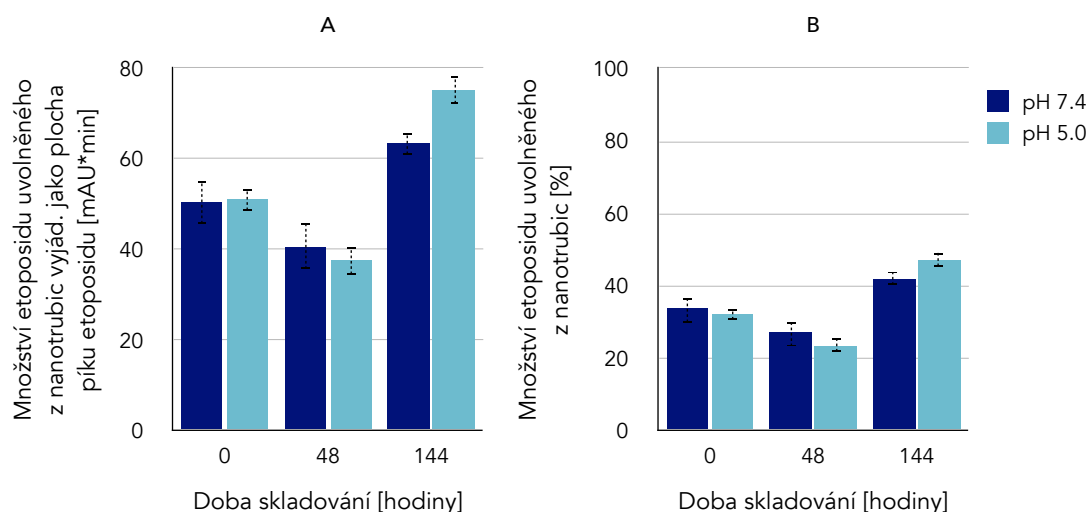 A
Množství etoposidu uvolněného
z nanotrubic vyjád. jako plocha
piku etoposidu [mAU*min]
80
60
40
20
0
0
48
144
Doba skladování [hodiny]
B
Množství etoposidu uvolněného
z nanotrubic [%]
100
80
60
40
20
0
0
48
144
Doba skladování [hodiny]
pH 7.4
pH 5.0